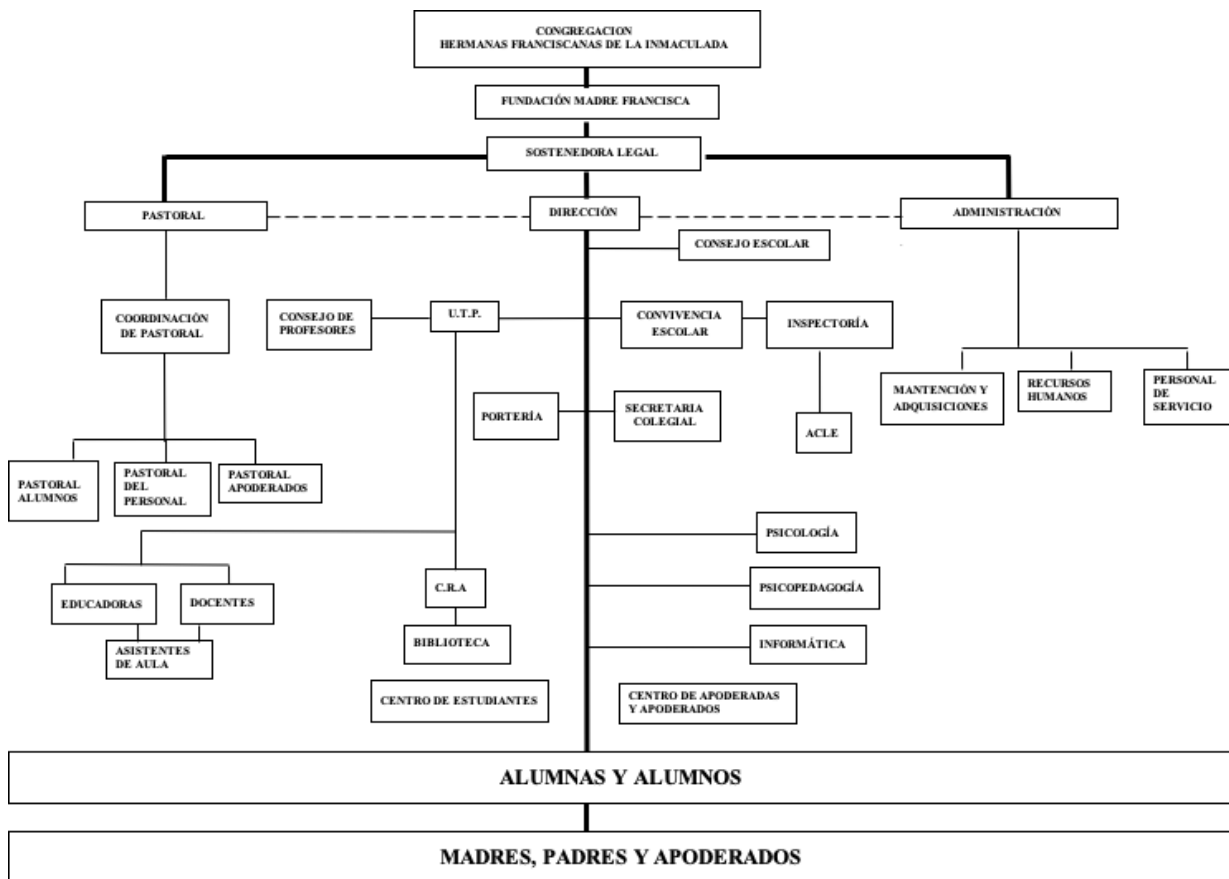 CONGREGACION
HERMANAS FRANCISCANAS DE LA INMACULADA
FUNDACIÓN MADRE FRANCISCA
SOSTENEDORA LEGAL
PASTORAL
DIRECCIÓN
ADMINISTRACIÓN
CONSEJO ESCOLAR
COORDINACIÓN
DE PASTORAL
CONSEJO DE
PROFESORES
U.T.P.
CONVIVENCIA
ESCOLAR
INSPECTORÍA
MANTENCIÓN Y
ADQUISICIONES
RECURSOS
HUMANOS
PERSONAL
DE
SERVICIO
PORTERÍA
SECRETARIA
COLEGIAL
ACLE
PASTORAL
ALUMNOS
PASTORAL
DEL
PERSONAL
PASTORAL
APODERADOS
PSICOLOGÍA
EDUCADORAS
DOCENTES
C.R.A
PSICOPEDAGOGÍA
ASISTENTES
DE AULA
BIBLIOTECA
INFORMÁTICA
CENTRO DE ESTUDIANTES
CENTRO DE APODERADAS
Y APODERADOS
ALUMNAS Y ALUMNOS
MADRES, PADRES Y APODERADOS